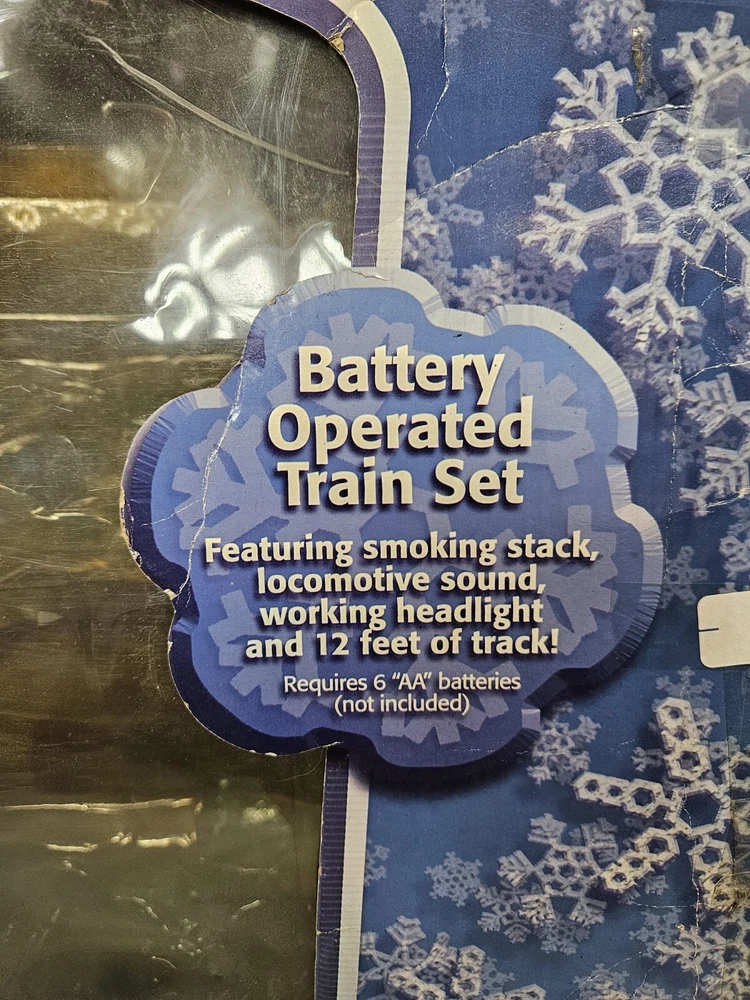 Battery
Operated
Train Set
Featuring smoking stack,
locomotive sound,
working headlight
and 12 feet of track!
Requires 6 “AA” batteries
(not included)